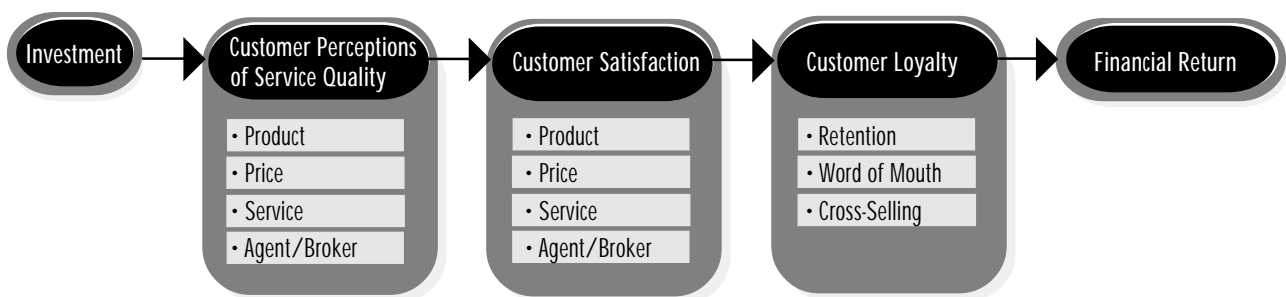 Investment
Customer Perceptions
of Service Quality
• Product
• Price
• Service
• Agent/Broker
Customer Satisfaction
• Product
• Price
• Service
• Agent/Broker
Customer Loyalty
• Retention
• Word of Mouth
• Cross-Selling
Financial Return